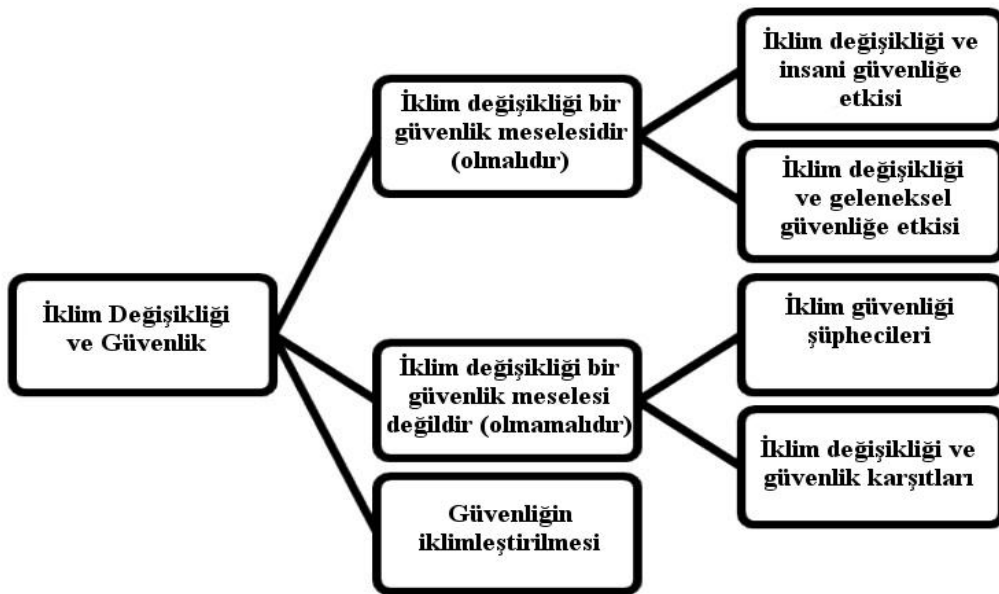 İklim Değişikliği
ve Güvenlik
İklim değişikliği bir
güvenlik meselesidir
(olmalıdır)
İklim değişikliği ve
insani güvenliğe
etkisi
İklim değişikliği
ve geleneksel
güvenliğe etkisi
İklim değişikliği bir
güvenlik meselesi
değildir (olmamalıdır)
İklim güvenliği
şüphecileri
İklim değişikliği ve
güvenlik karşıtları
Güvenliğin
iklimleştirilmesi